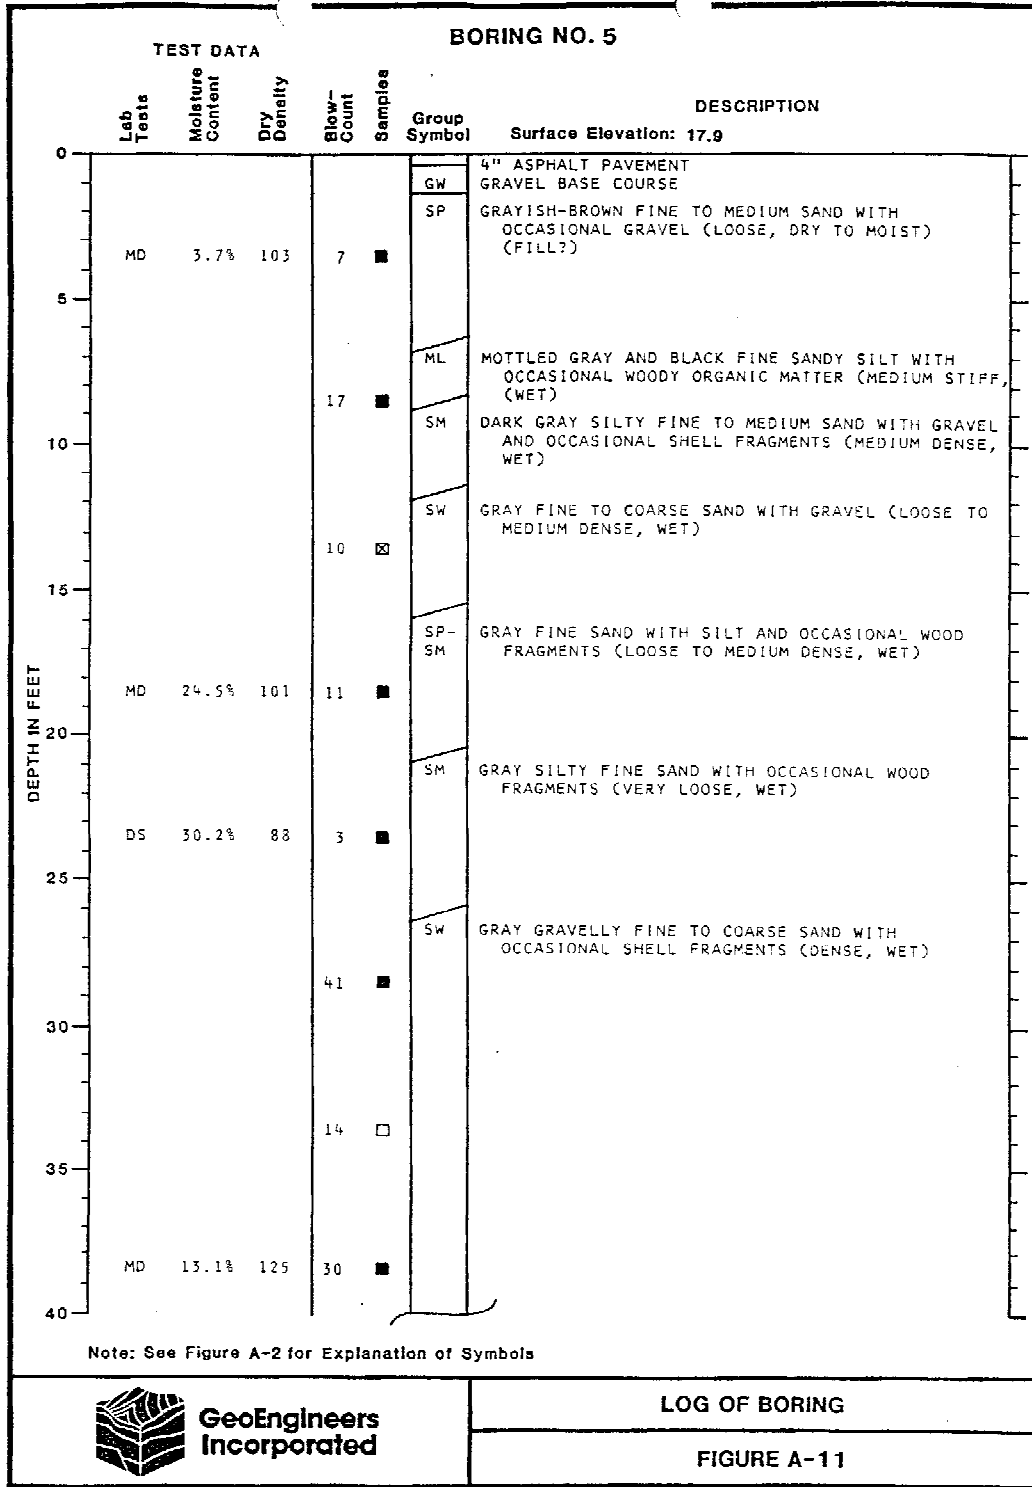 BORING NO. 5
TEST DATA
Lab Tests
Moisture Content
Dry Density
Blow-Count
Samples
Group Symbol
DESCRIPTION
Surface Elevation: 17.9
0
4" ASPHALT PAVEMENT
GW GRAVEL BASE COURSE
SP GRAYISH-BROWN FINE TO MEDIUM SAND WITH
OCCASIONAL GRAVEL (LOOSE, DRY TO MOIST)
(FILL?)
MD 3.7% 103 7
5
ML MOTTLED GRAY AND BLACK FINE SANDY SILT WITH
OCCASIONAL WOODY ORGANIC MATTER (MEDIUM STIFF,
(WET)
17
SM DARK GRAY SILTY FINE TO MEDIUM SAND WITH GRAVEL
AND OCCASIONAL SHELL FRAGMENTS (MEDIUM DENSE,
WET)
10
SW GRAY FINE TO COARSE SAND WITH GRAVEL (LOOSE TO
MEDIUM DENSE, WET)
10
15
SP- GRAY FINE SAND WITH SILT AND OCCASIONAL WOOD
SM FRAGMENTS (LOOSE TO MEDIUM DENSE, WET)
MD 24.5% 101 11
DEPTH IN FEET
20
SM GRAY SILTY FINE SAND WITH OCCASIONAL WOOD
FRAGMENTS (VERY LOOSE, WET)
DS 30.2% 88 3
25
SW GRAY GRAVELLY FINE TO COARSE SAND WITH
OCCASIONAL SHELL FRAGMENTS (DENSE, WET)
41
30
14
35
MD 13.1% 125 30
40
Note: See Figure A-2 for Explanation of Symbols
GeoEngineers
Incorporated
LOG OF BORING
FIGURE A-11